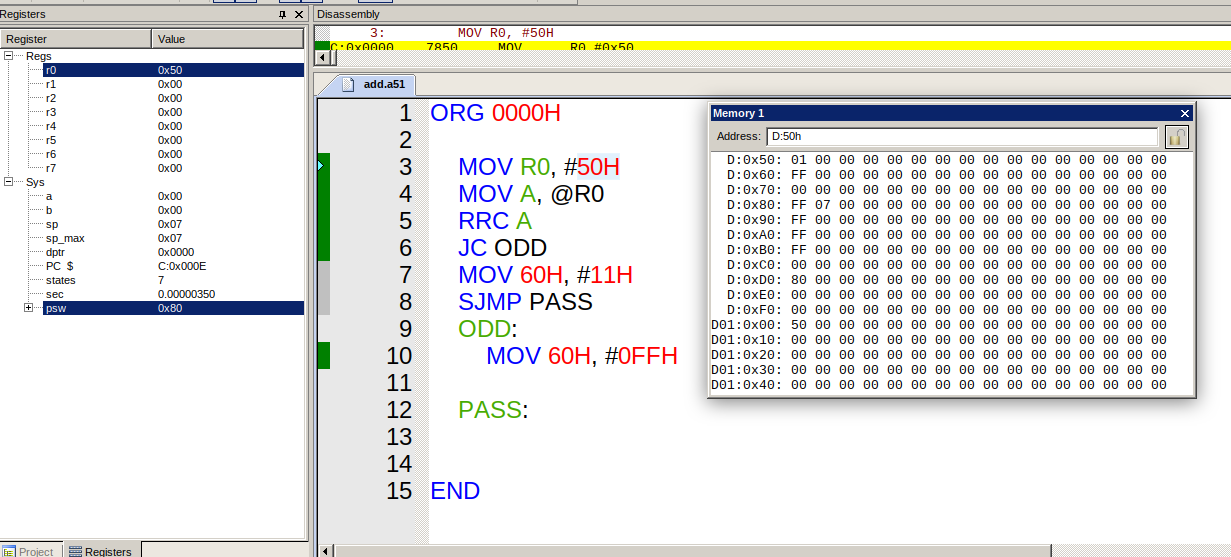 Registers
Register Value
Regs
r0 0x50
r1 0x00
r2 0x00
r3 0x00
r4 0x00
r5 0x00
r6 0x00
r7 0x00
Sys
a 0x00
b 0x00
sp 0x07
sp_max 0x07
dptr 0x0000
PC $ C:0x000E
states 7
sec 0.00000350
psw 0x80
Project Registers
Disassembly
3: MOV R0, #50H
C:0x0000 7850 MOV R0,#0x50
add.a51
1 ORG 0000H
2
3 MOV R0, #50H
4 MOV A, @R0
5 RRC A
6 JC ODD
7 MOV 60H, #11H
8 SJMP PASS
9 ODD:
10 MOV 60H, #0FFH
11
12 PASS:
13
14
15 END
Memory 1
Address: D:50h
D:0x50: 01 00 00 00 00 00 00 00 00 00 00 00 00 00 00 00
D:0x60: FF 00 00 00 00 00 00 00 00 00 00 00 00 00 00 00
D:0x70: 00 00 00 00 00 00 00 00 00 00 00 00 00 00 00 00
D:0x80: FF 07 00 00 00 00 00 00 00 00 00 00 00 00 00 00
D:0x90: FF 00 00 00 00 00 00 00 00 00 00 00 00 00 00 00
D:0xA0: FF 00 00 00 00 00 00 00 00 00 00 00 00 00 00 00
D:0xB0: FF 00 00 00 00 00 00 00 00 00 00 00 00 00 00 00
D:0xC0: 00 00 00 00 00 00 00 00 00 00 00 00 00 00 00 00
D:0xD0: 80 00 00 00 00 00 00 00 00 00 00 00 00 00 00 00
D:0xE0: 00 00 00 00 00 00 00 00 00 00 00 00 00 00 00 00
D:0xF0: 00 00 00 00 00 00 00 00 00 00 00 00 00 00 00 00
D01:0x00: 50 00 00 00 00 00 00 00 00 00 00 00 00 00 00 00
D01:0x10: 00 00 00 00 00 00 00 00 00 00 00 00 00 00 00 00
D01:0x20: 00 00 00 00 00 00 00 00 00 00 00 00 00 00 00 00
D01:0x30: 00 00 00 00 00 00 00 00 00 00 00 00 00 00 00 00
D01:0x40: 00 00 00 00 00 00 00 00 00 00 00 00 00 00 00 00